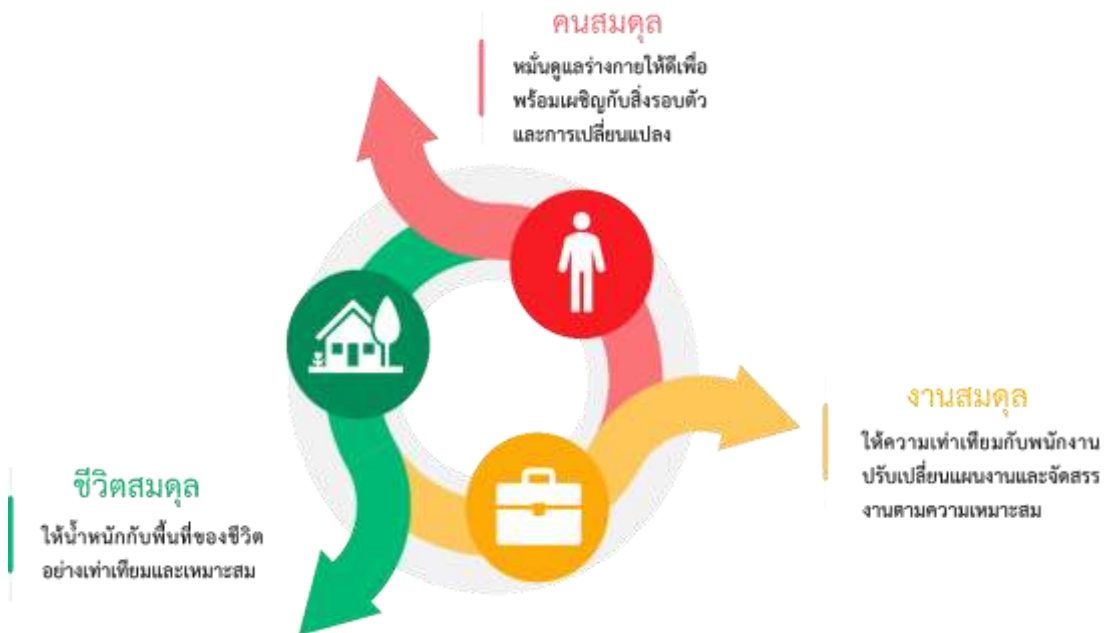 คนสมดุล
หมั่นดูแลร่างกายให้ดีเพื่อ
พร้อมเผชิญกับสิ่งรอบตัว
และการเปลี่ยนแปลง
งานสมดุล
ให้ความเท่าเทียมกับพนักงาน
ปรับเปลี่ยนแผนงานและจัดสรร
งานตามความเหมาะสม
ชีวิตสมดุล
ให้น้ำหนักกับพื้นที่ของชีวิต
อย่างเท่าเทียมและเหมาะสม